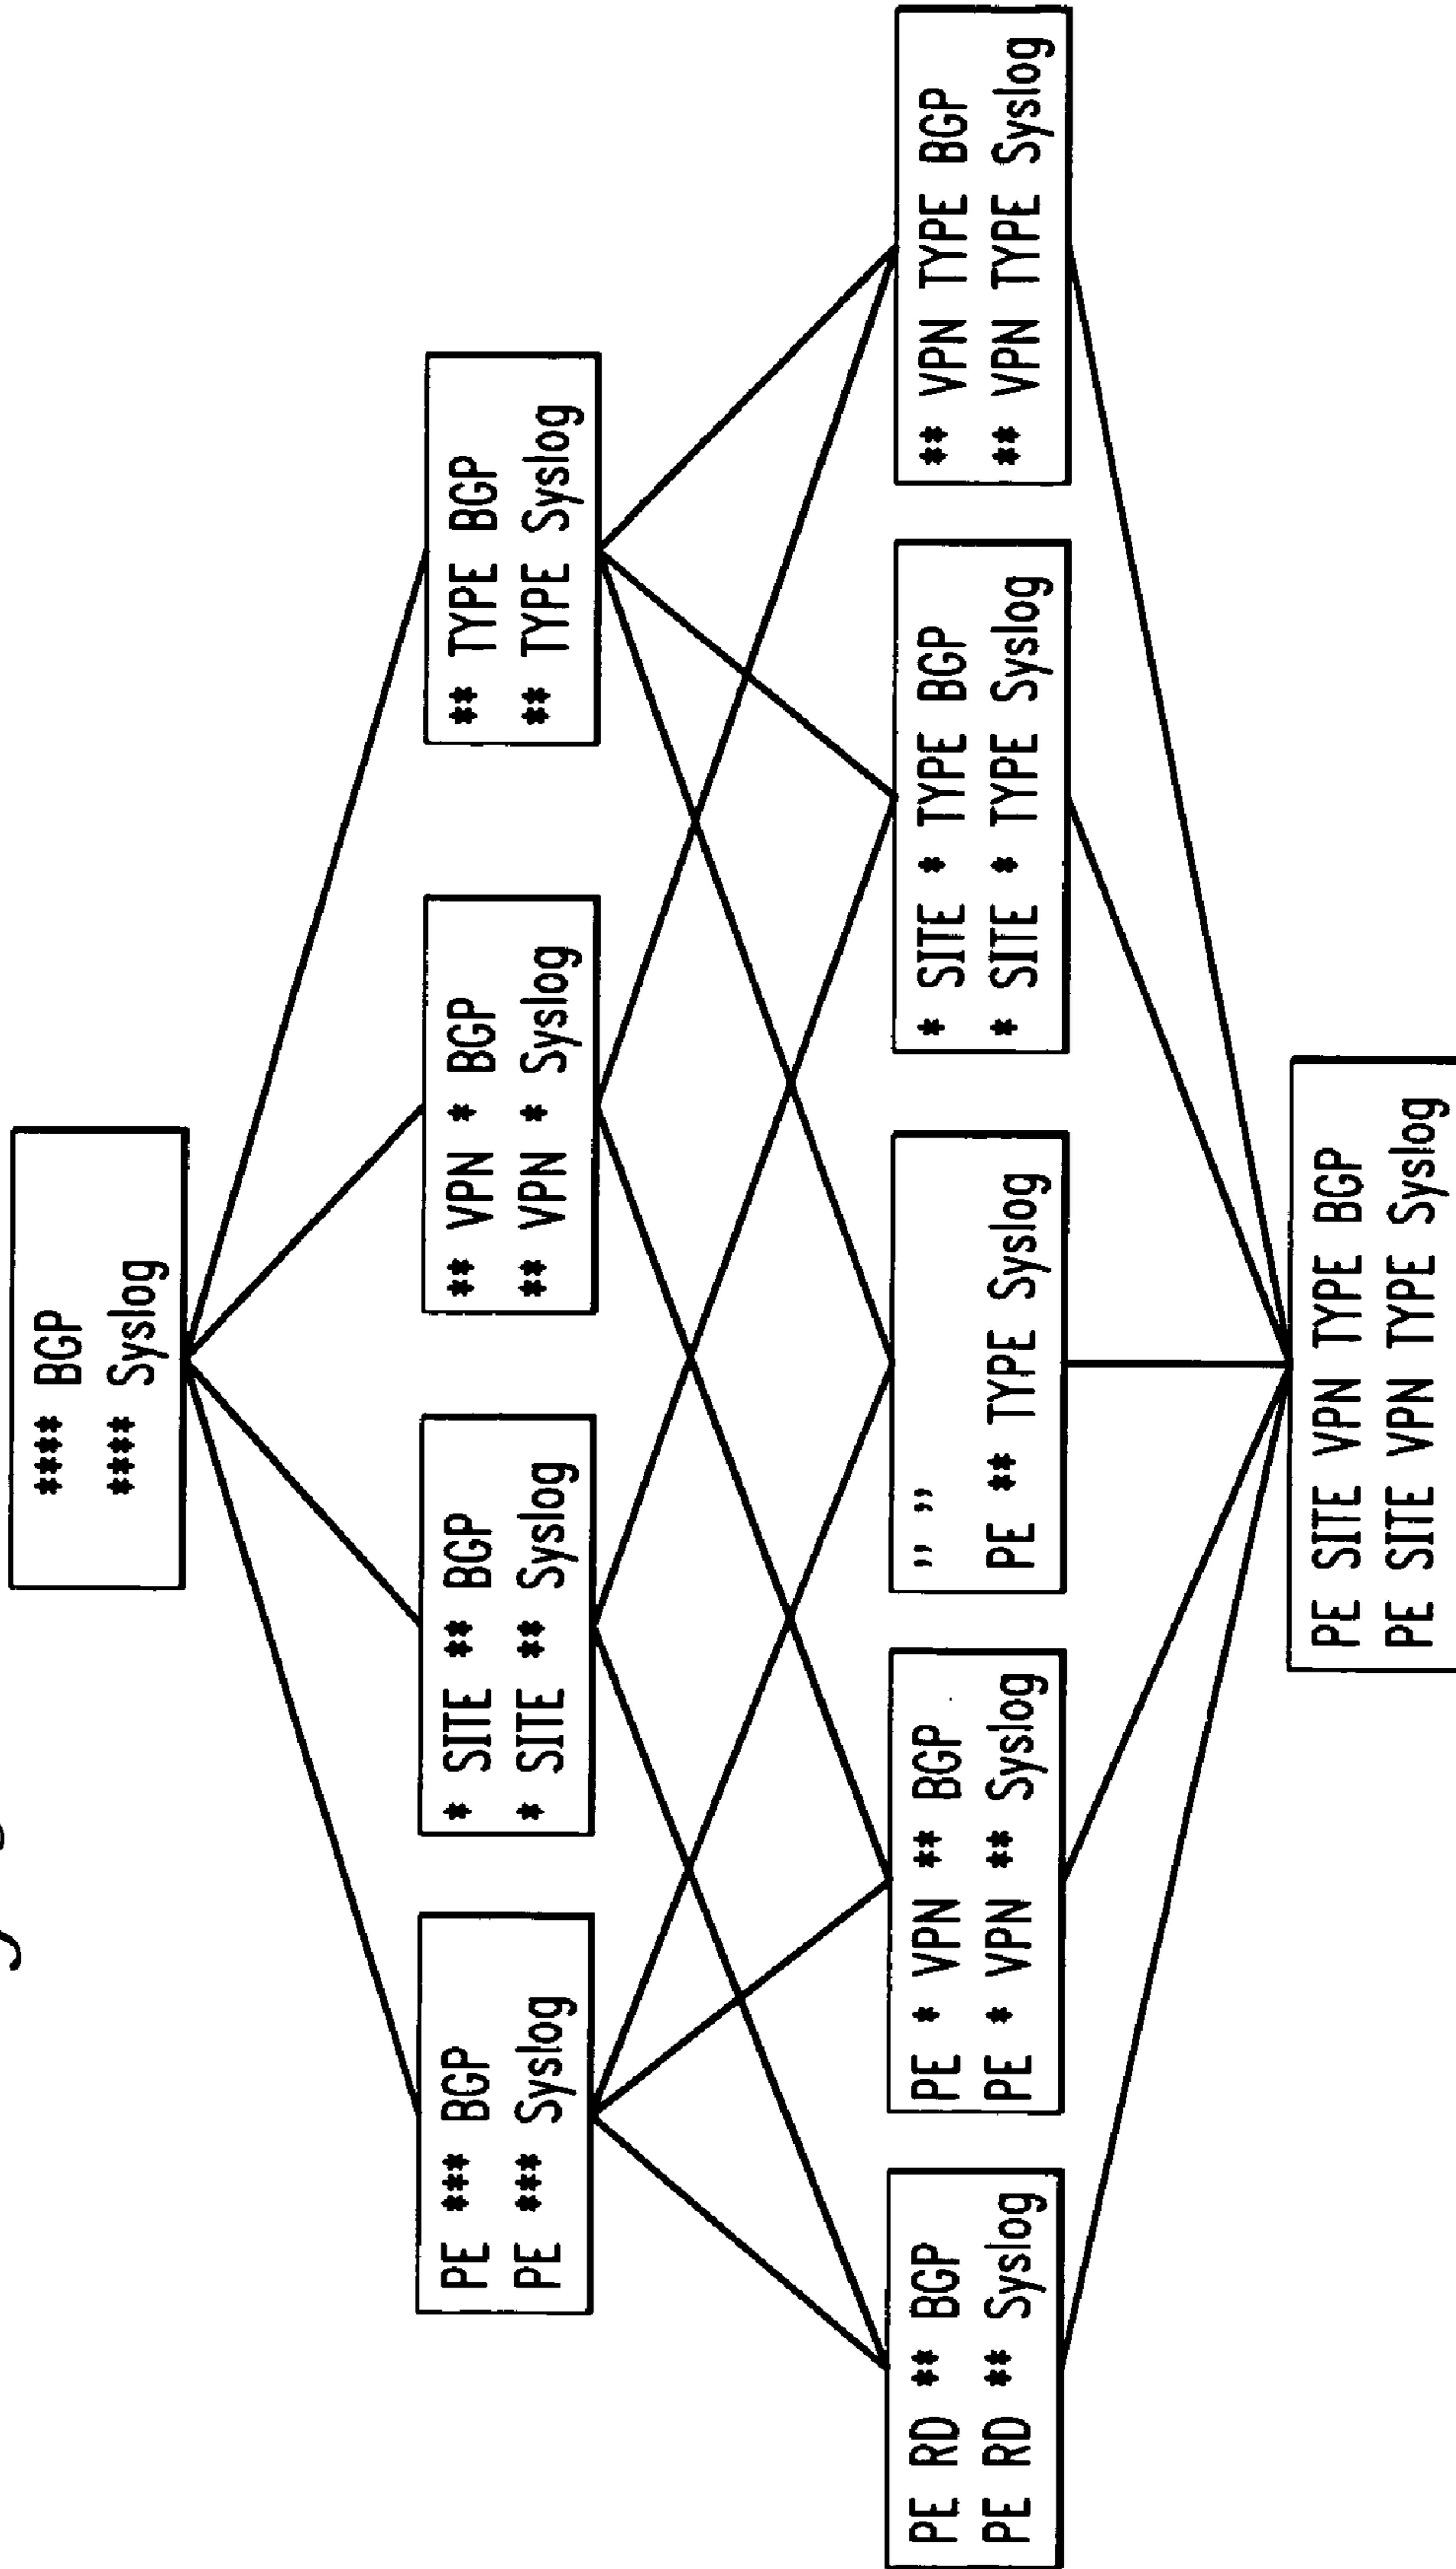 **** BGP
**** Syslog
PE *** BGP
PE *** Syslog
* SITE ** BGP
* SITE ** Syslog
** VPN * BGP
** VPN * Syslog
** TYPE BGP
** TYPE Syslog
PE RD ** BGP
PE RD ** Syslog
PE * VPN ** BGP
PE * VPN ** Syslog
,, ,,
PE ** TYPE Syslog
* SITE * TYPE BGP
* SITE * TYPE Syslog
** VPN TYPE BGP
** VPN TYPE Syslog
PE SITE VPN TYPE BGP
PE SITE VPN TYPE Syslog